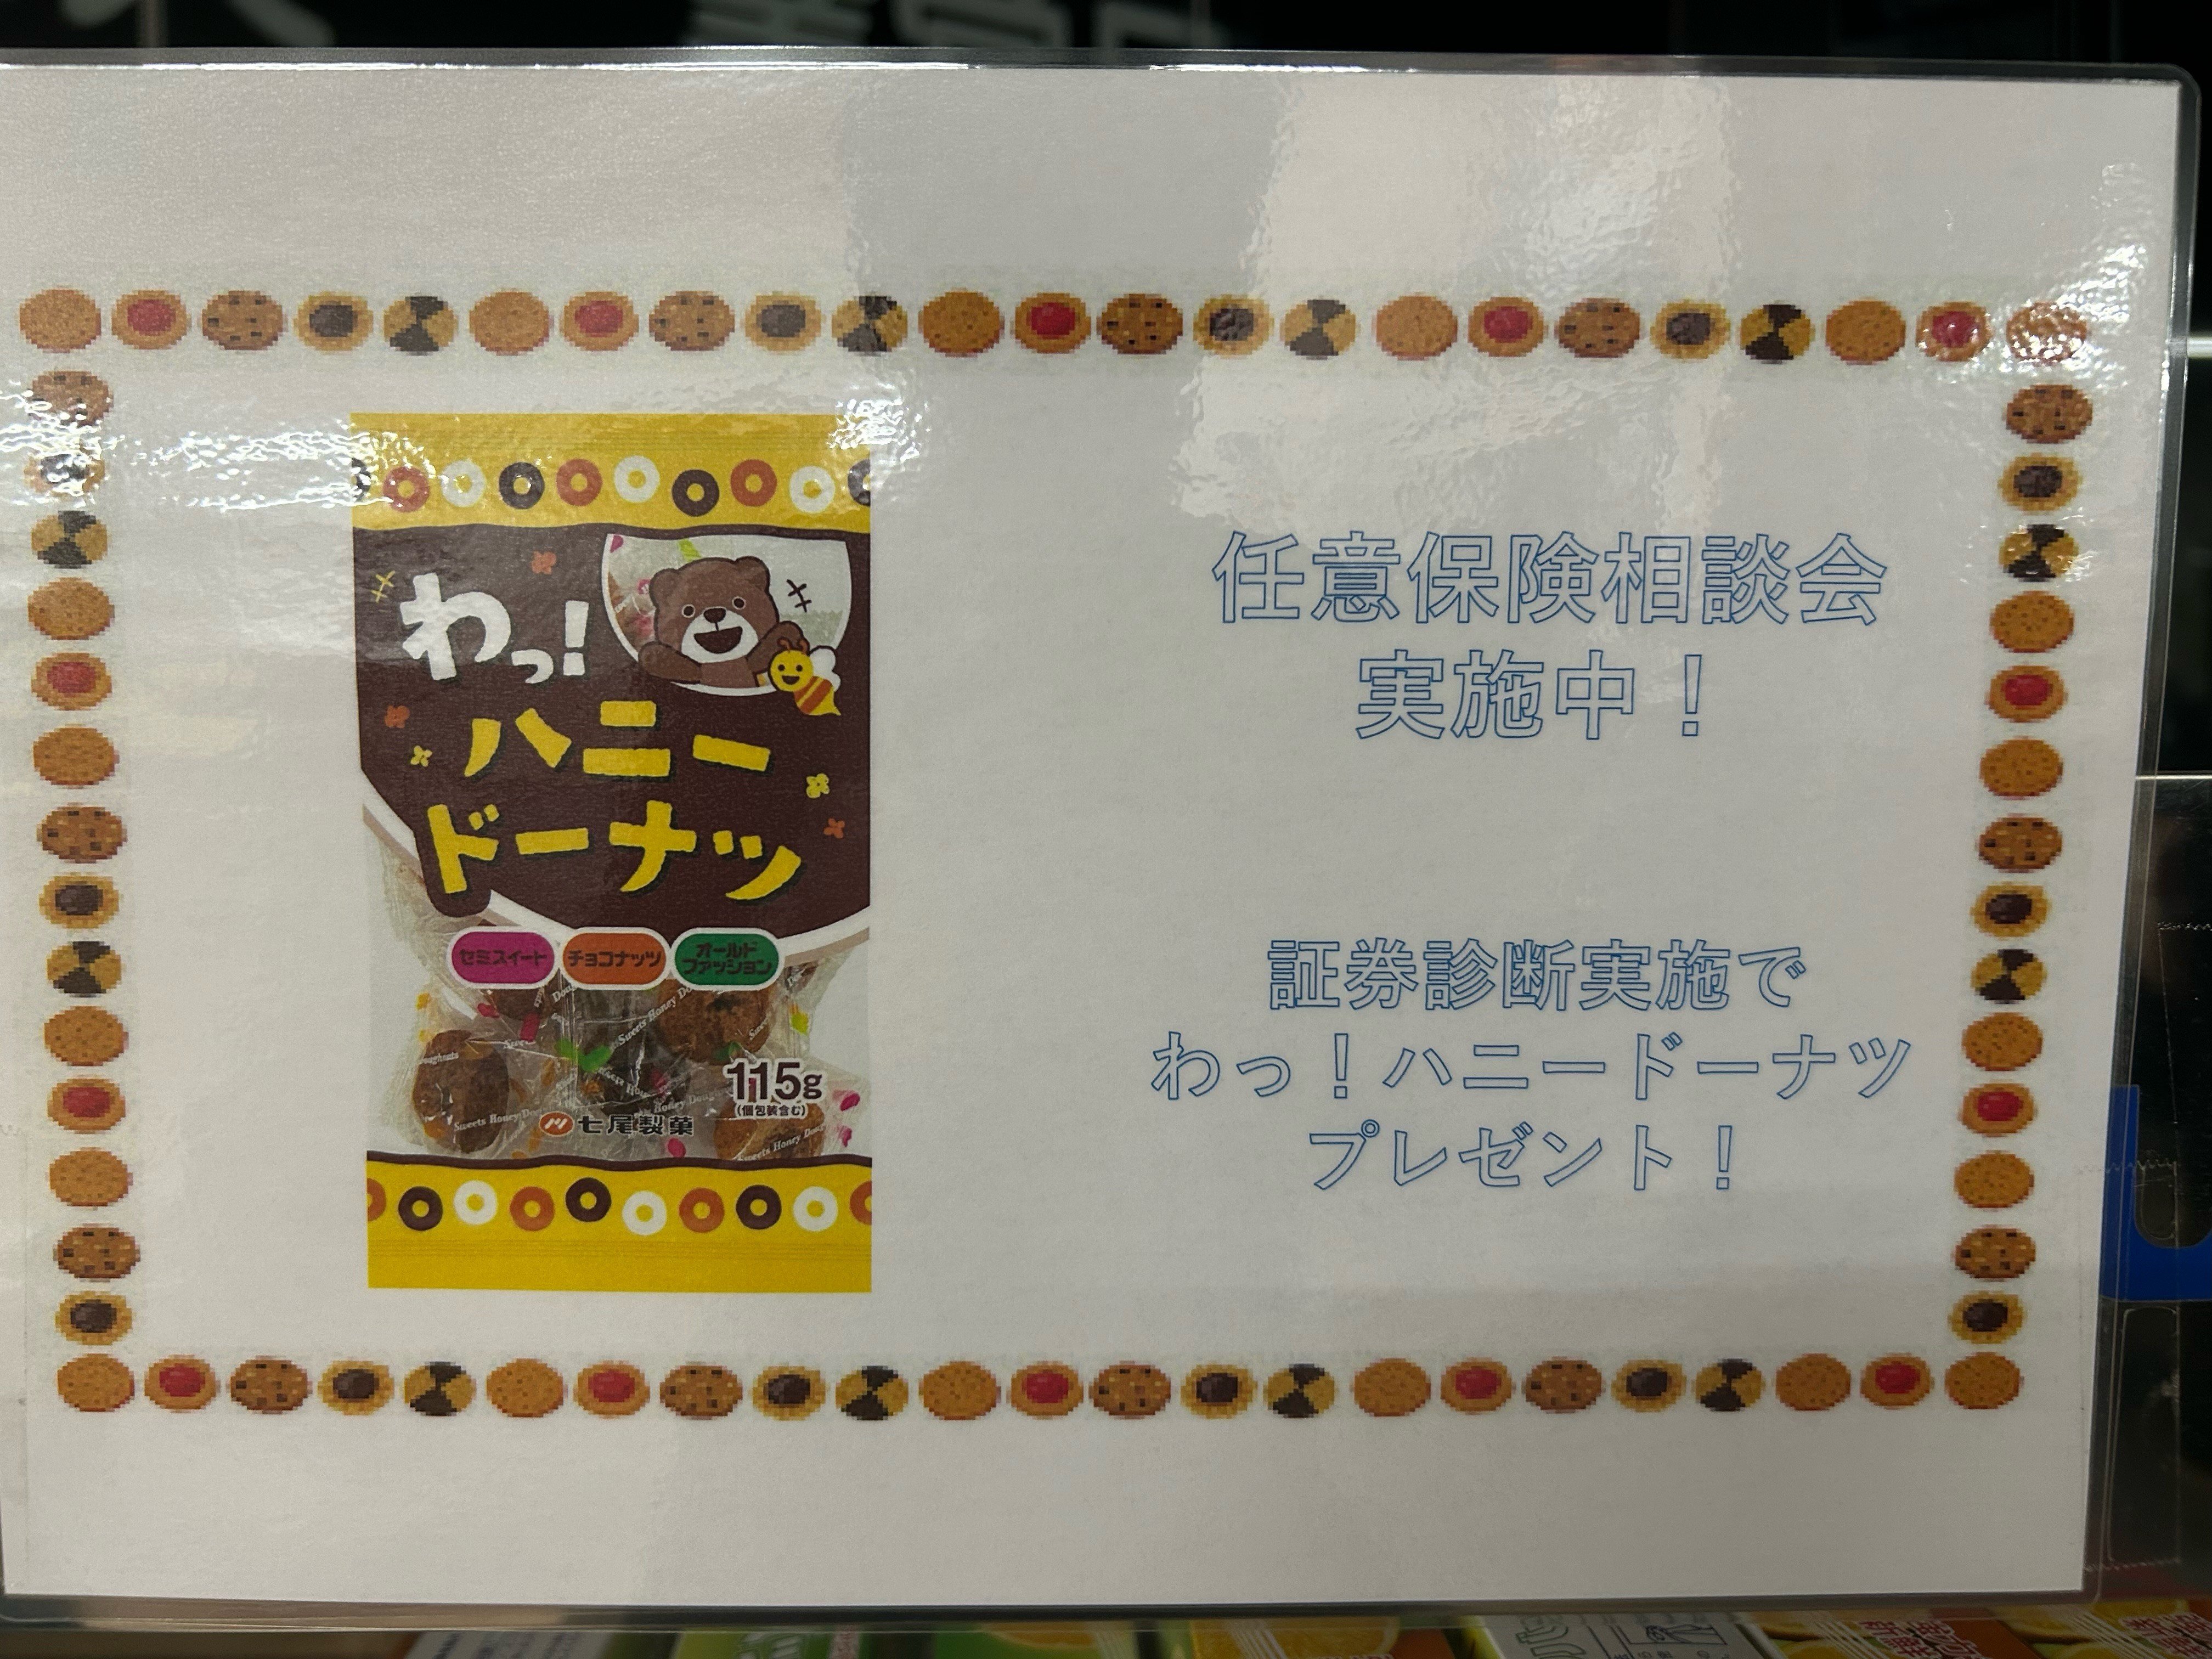 わっ!
ハニー
ドーナツ
セミスイート
チョコナッツ
オールド
ファッション
115g
(個包装含む)
七尾製菓
任意保険相談会
実施中！
証券診断実施で
わっ！ハニードーナツ
プレゼント！